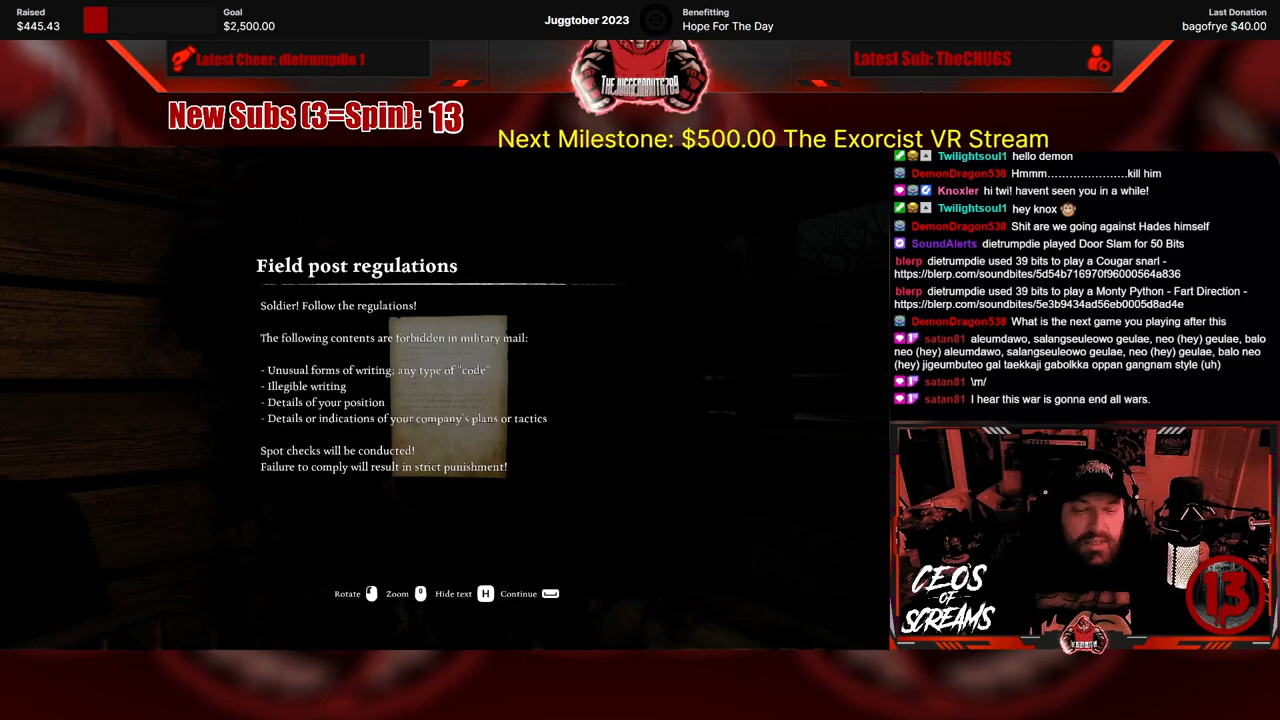 Raised
$445.43
Goal
$2,500.00
Juggtober 2023
Benefitting
Hope For The Day
Last Donation
bagofrye $40.00
Latest Cheer: dietrumpdie 1
THEJUGGERNAUT6789
Latest Sub: TheCHUGS
New Subs (3=Spin): 13
Next Milestone: $500.00 The Exorcist VR Stream
Twilightsoul1 hello demon
DemonDragon538 Hmmm......................kill him
Knoxler hi twi! havent seen you in a while!
Twilightsoul1 hey knox
DemonDragon538 Shit are we going against Hades himself
SoundAlerts dietrumpdie played Door Slam for 50 Bits
blerp dietrumpdie used 39 bits to play a Cougar snarl -
https://blerp.com/soundbites/5d54b716970f96000564a836
blerp dietrumpdie used 39 bits to play a Monty Python - Fart Direction -
https://blerp.com/soundbites/5e3b9434ad56eb0005d8ad4e
DemonDragon538 What is the next game you playing after this
satan81 aleumdawo, salangseuleowo geulae, neo (hey) geulae, balo
neo (hey) aleumdawo, salangseuleowo geulae, neo (hey) geulae, balo neo
(hey) jigeumbuteo gal taekkaji gabolkka oppan gangnam style (uh)
satan81 \m/
satan81 I hear this war is gonna end all wars.
Field post regulations
Soldier! Follow the regulations!
The following contents are forbidden in military mail:
- Unusual forms of writing; any type of "code"
- Illegible writing
- Details of your position
- Details or indications of your company's plans or tactics
Spot checks will be conducted!
Failure to comply will result in strict punishment!
Rotate Zoom Hide text H Continue
CEOS
OF
SCREAMS
13